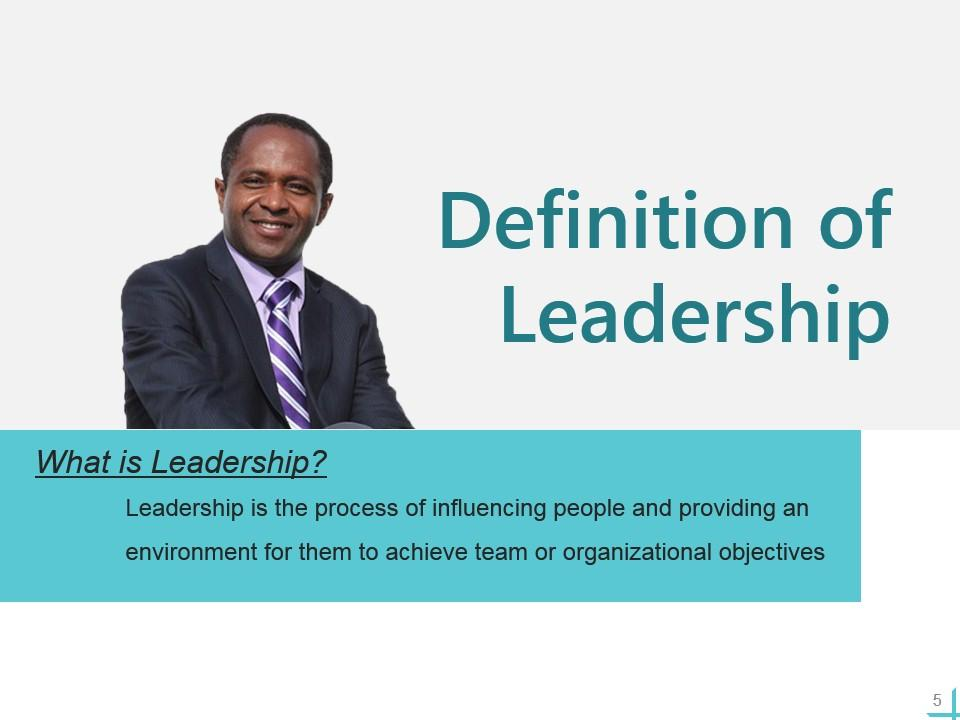 Definition of
Leadership
What is Leadership?
Leadership is the process of influencing people and providing an
environment for them to achieve team or organizational objectives
5